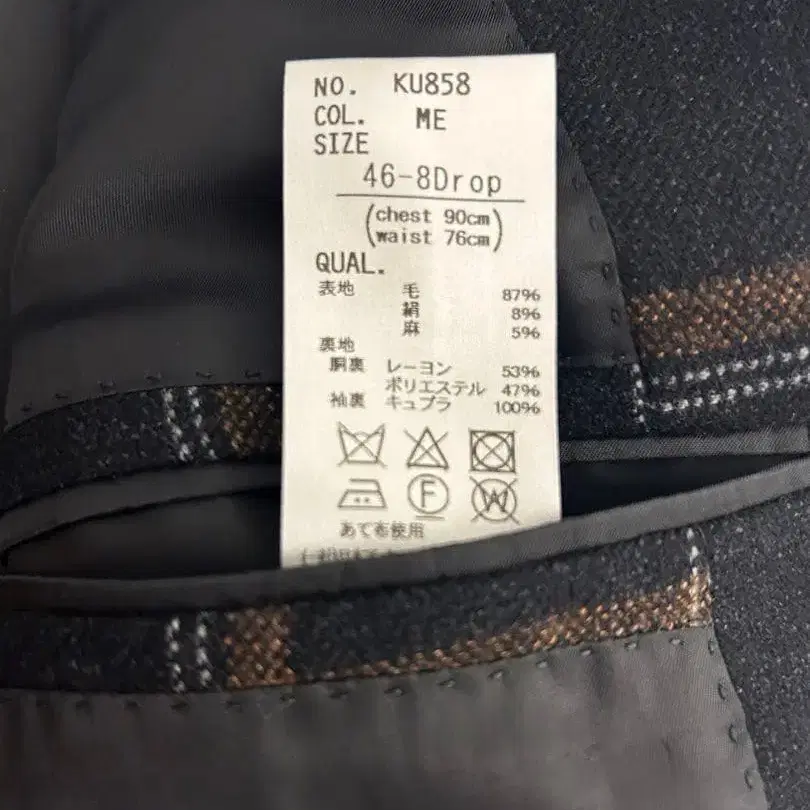 NO. KU858
COL. ME
SIZE
46-8Drop
(chest 90cm
waist 76cm)
QUAL.
表地 毛 87%
絹 8%
麻 5%
裏地
胴裏 レーヨン 53%
ポリエステル 47%
袖裏 キュプラ 100%
F W
あて布使用